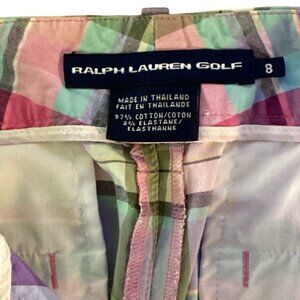 RALPH LAUREN GOLF
8
MADE IN THAILAND
FAIT EN THAILANDE
97% COTTON/COTON
3% ELASTANE/
ELASTHANNE